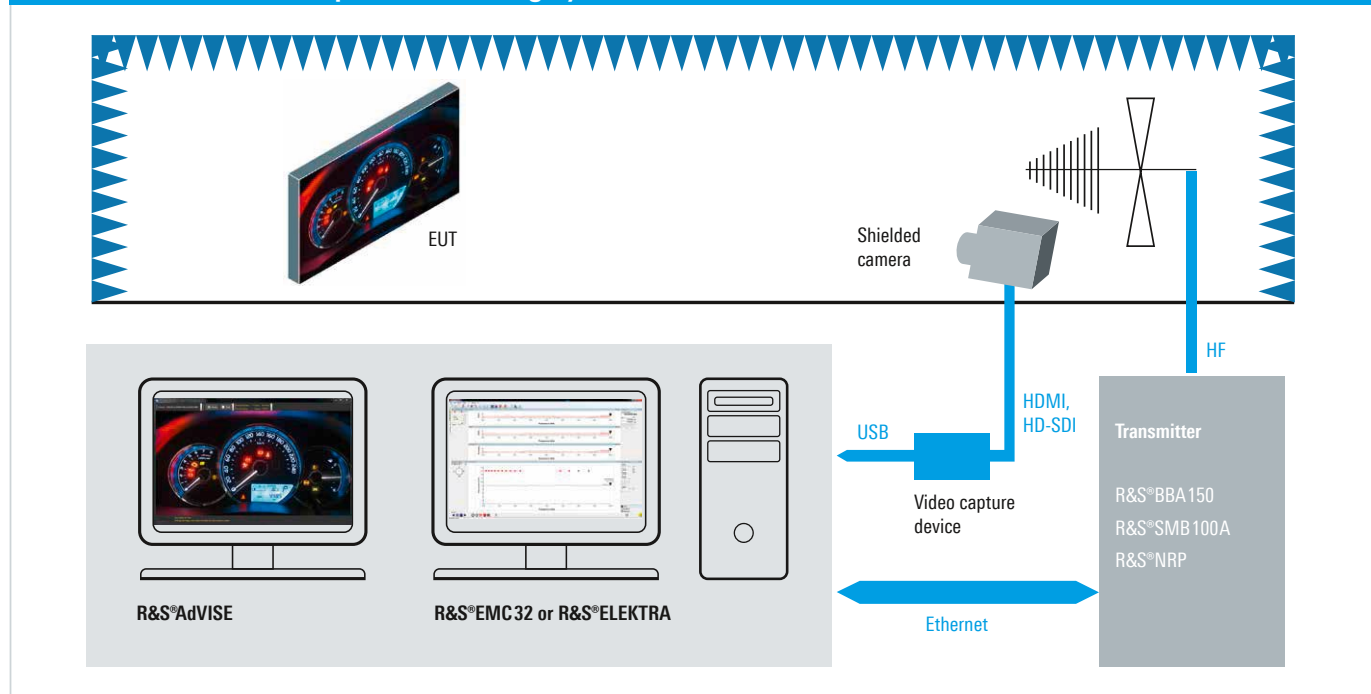 EUT
Shielded
camera
HF
HDMI,
HD-SDI
USB
Video capture
device
Transmitter
R&S®BBA150
R&S®SMB100A
R&S®NRP
R&S®AdVISE
R&S®EMC32 or R&S®ELEKTRA
Ethernet